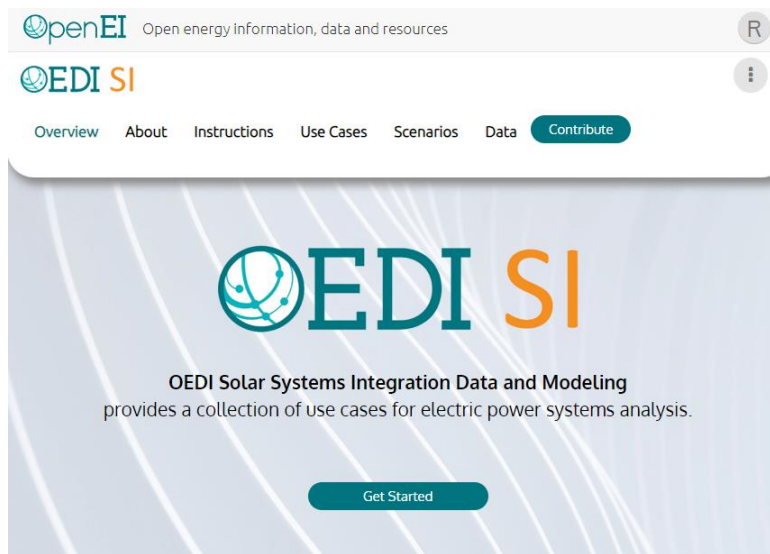 OpenEI Open energy information, data and resources R
OEDI SI
Overview About Instructions Use Cases Scenarios Data Contribute
OEDI SI
OEDI Solar Systems Integration Data and Modeling
provides a collection of use cases for electric power systems analysis.
Get Started